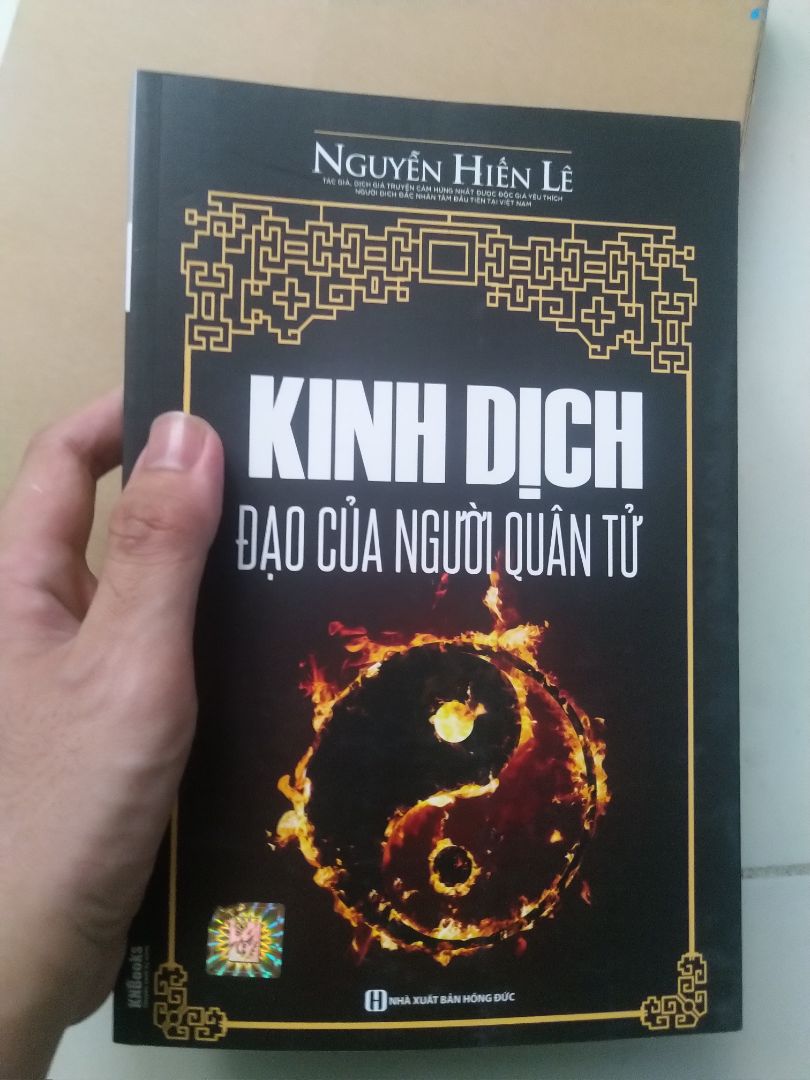 NGUYỄN HIẾN LÊ
TÁC GIẢ, DỊCH GIẢ TRUYỀN CẢM HỨNG NHẤT ĐƯỢC ĐỘC GIẢ YÊU THÍCH
NGƯỜI DỊCH ĐẮC NHÂN TÂM ĐẦU TIÊN TẠI VIỆT NAM
KINH DỊCH
ĐẠO CỦA NGƯỜI QUÂN TỬ
KNBooks
H NHÀ XUẤT BẢN HỒNG ĐỨC